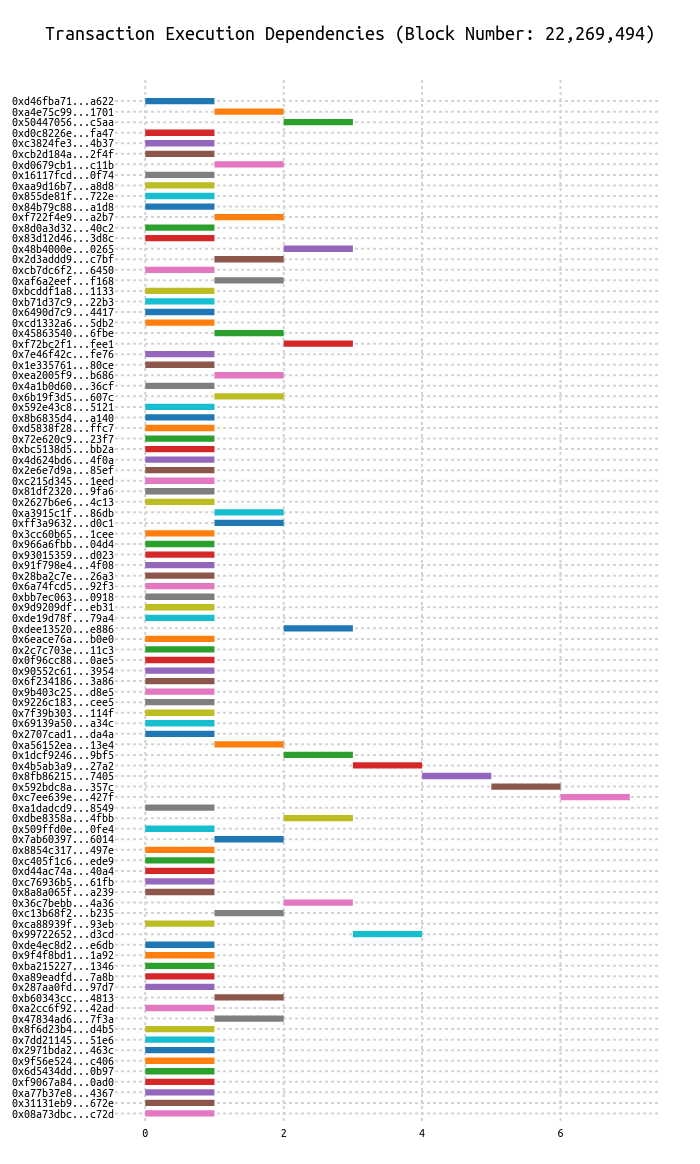 Transaction Execution Dependencies (Block Number: 22,269,494)
0xd46fba71...a622
0xa4e75c99...1701
0x50447056...c5aa
0xd0c8226e...fa47
0xc3824fe3...4b37
0xcb2d184a...2f4f
0xd0679cb1...c11b
0x16117fcd...0f74
0xaa9d16b7...a8d8
0x855de81f...722e
0x84b79c88...a1d8
0xf722f4e9...a2b7
0x8d0a3d32...40c2
0x83d12d46...3d8c
0x48b4000e...0265
0x2d3addd9...c7bf
0xcb7dc6f2...6450
0xaf6a2eef...f168
0xbcddf1a8...1133
0xb71d37c9...22b3
0x6490d7c9...4417
0xcd1332a6...5db2
0x45863540...6fbe
0xf72bc2f1...fee1
0x7e46f42c...fe76
0x1e335761...80ce
0xea2005f9...b686
0x4a1b0d60...36cf
0x6b19f3d5...607c
0x592e43c8...5121
0x8b6835d4...a140
0xd5838f28...ffc7
0x72e620c9...23f7
0xbc5138d5...bb2a
0x4d624bd6...4f0a
0x2e6e7d9a...85ef
0xc215d345...1eed
0x81df2320...9fa6
0x2627b6e6...4c13
0xa3915c1f...86db
0xff3a9632...d0c1
0x3cc60b65...1cee
0x966a6fbb...04d4
0x93015359...d023
0x91f798e4...4f08
0x28ba2c7e...26a3
0x6a74fcd5...92f3
0xbb7ec063...0918
0x9d9209df...eb31
0xde19d78f...79a4
0xdee13520...e886
0x6eace76a...b0e0
0x2c7c703e...11c3
0x0f96cc88...0ae5
0x90552c61...3954
0x6f234186...3a86
0x9b403c25...d8e5
0x9226c183...cee5
0x7f39b303...114f
0x69139a50...a34c
0x2707cad1...da4a
0xa56152ea...13e4
0x1dcf9246...9bf5
0x4b5ab3a9...27a2
0x8fb86215...7405
0x592bdc8a...357c
0xc7ee639e...427f
0xa1dadcd9...8549
0xdbe8358a...4fbb
0x509ffd0e...0fe4
0x7ab60397...6014
0x8854c314...497e
0xc405f1c6...ede9
0xd44ac74a...40a4
0xc76936b5...61fb
0x8a8a065f...a239
0x36c7bebb...4a36
0xc13b68f2...b235
0xca88939f...93eb
0x99722652...d3cd
0xde4ec8d2...e6db
0x9f4f8bd1...1a92
0xba215227...1346
0xa89eadfd...7a8b
0x287aa0fd...97d7
0xb60343cc...4813
0xa2cc6f92...42ad
0x47834ad6...7f3a
0x8f6d23b4...d4b5
0x7dd21145...51e6
0x2971bda2...463c
0x9f56e524...c406
0x6d5434dd...0b97
0xf9067a84...0ad0
0xa77b37e8...4367
0x31131eb9...672e
0x08a73dbc...c72d
0 2 4 6